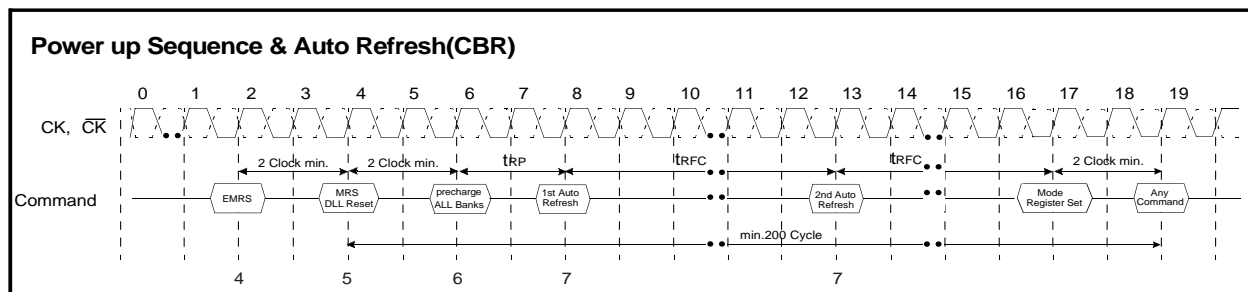 Power up Sequence & Auto Refresh(CBR)
0 1 2 3 4 5 6 7 8 9 10 11 12 13 14 15 16 17 18 19
CK, CK
2 Clock min. 2 Clock min. tRP tRFC tRFC 2 Clock min.
Command
EMRS
MRS
DLL Reset
precharge
ALL Banks
1st Auto
Refresh
2nd Auto
Refresh
Mode
Register Set
Any
Command
min.200 Cycle
4 5 6 7 7